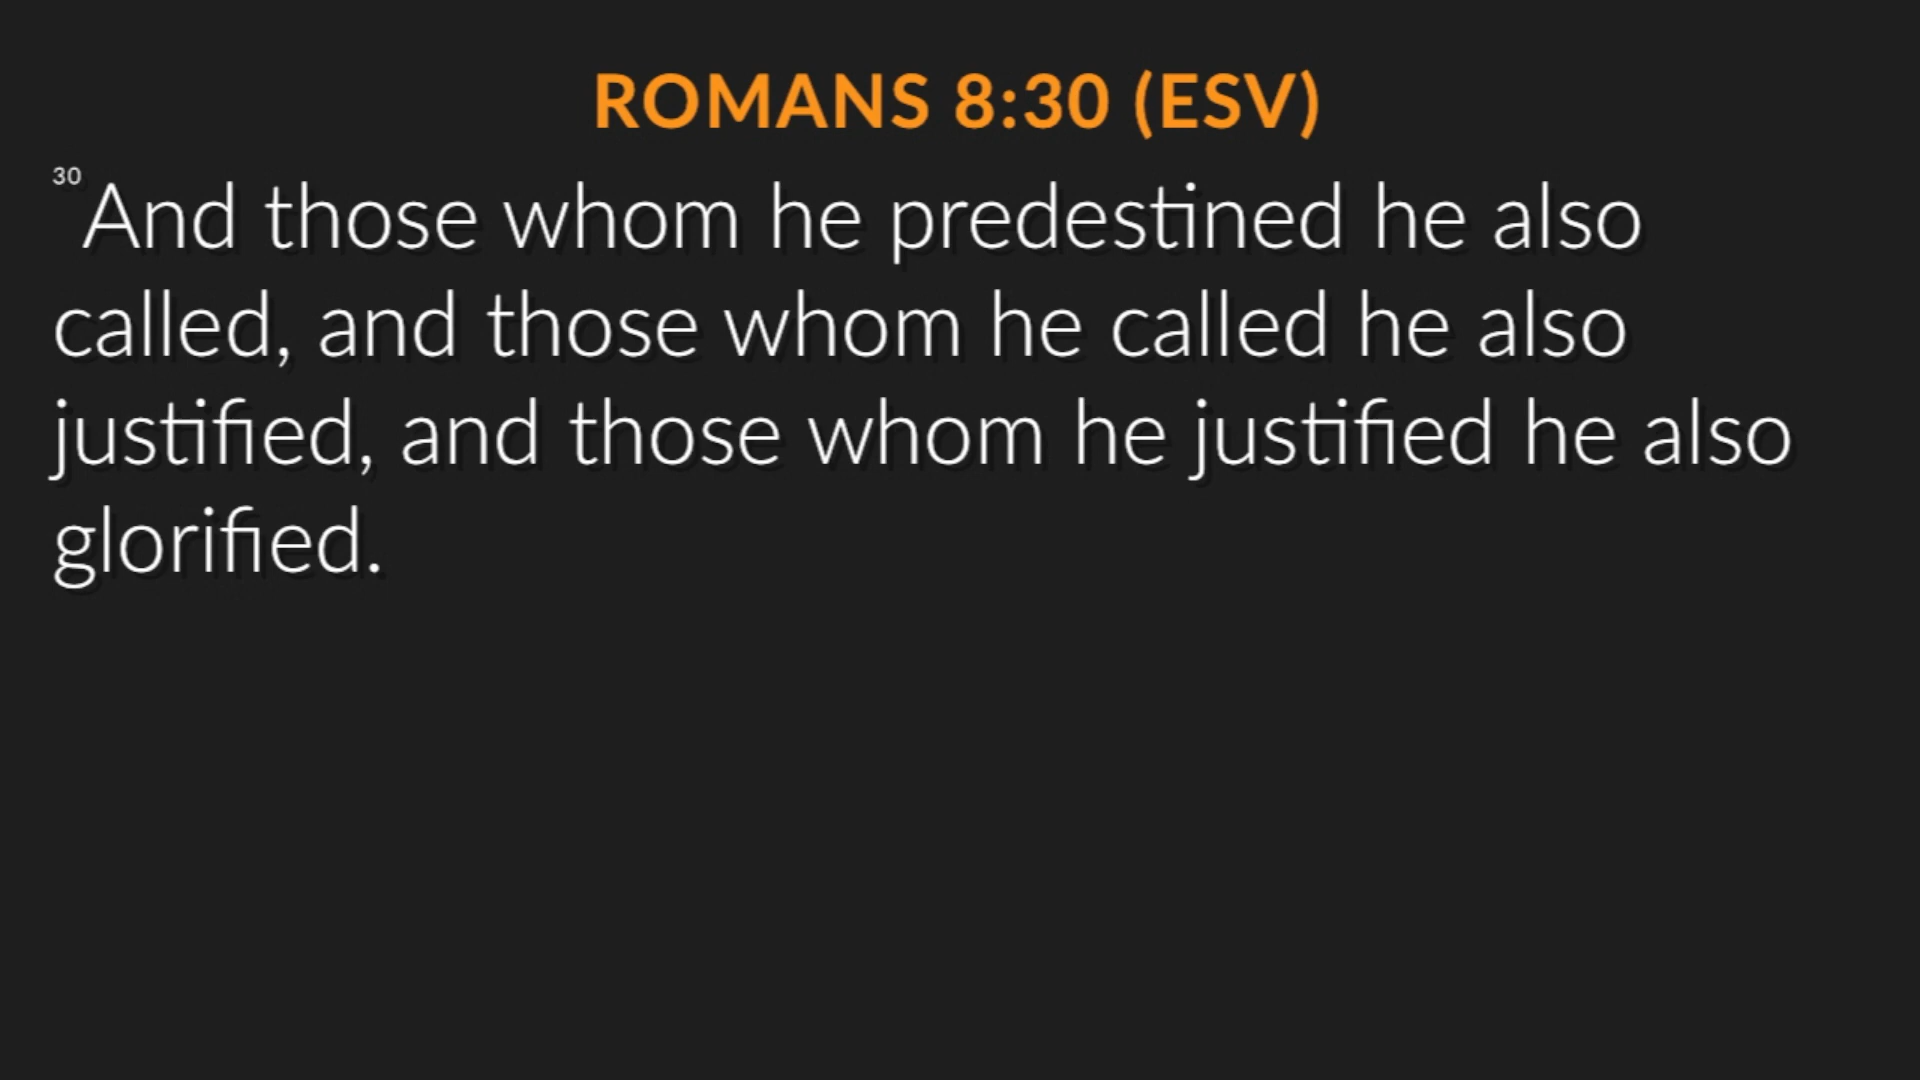 ROMANS 8:30 (ESV)
30 And those whom he predestined he also
called, and those whom he called he also
justified, and those whom he justified he also
glorified.